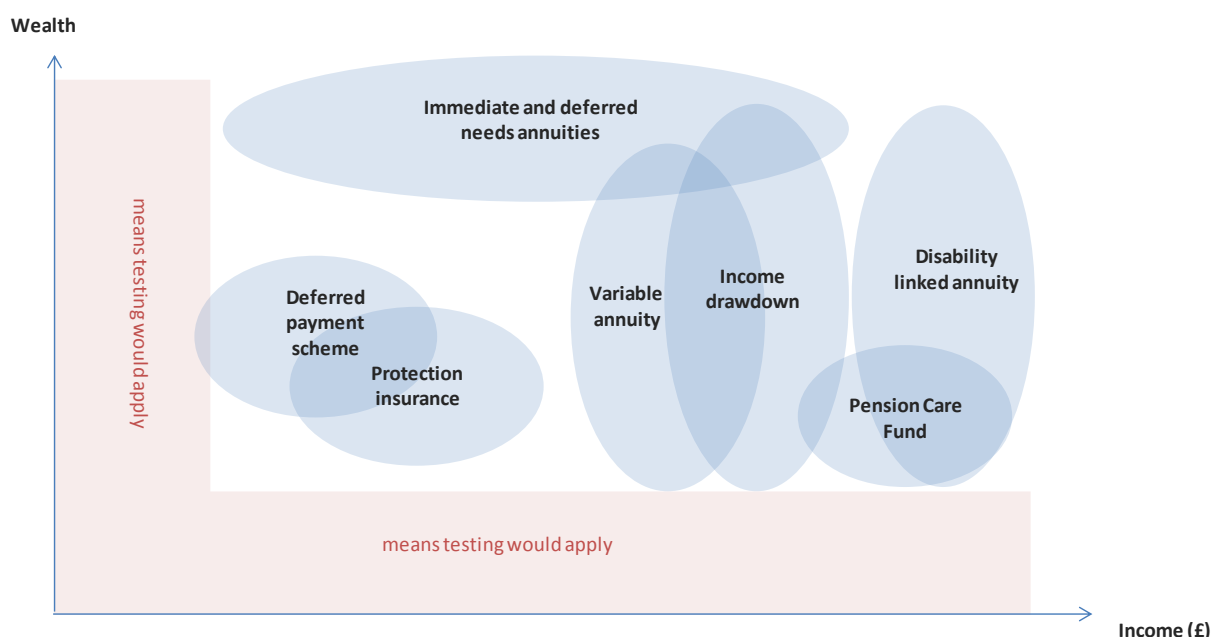 Wealth
Immediate and deferred
needs annuities
means testing would apply
Deferred
payment
scheme
Protection
insurance
Variable
annuity
Income
drawdown
Disability
linked annuity
Pension Care
Fund
means testing would apply
Income (£)